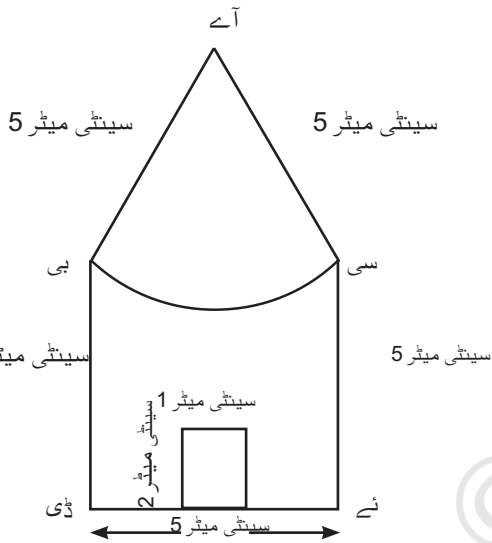 آے
سینٹی میٹر 5
سینٹی میٹر 5
بی
سی
سینٹی
سینٹی میٹر 5
سینٹی میٹر 1
سینٹی میٹر 2
ڈی
ئے
سینٹی میٹر 5